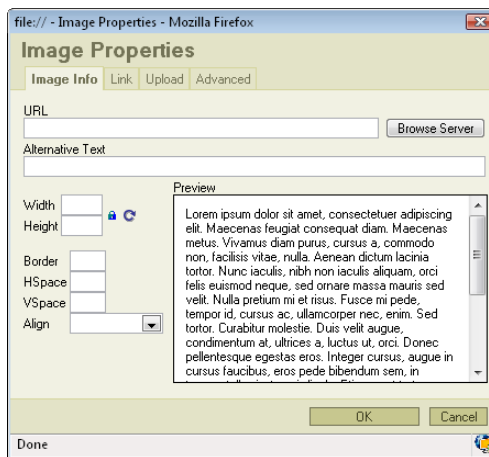 file:// - Image Properties - Mozilla Firefox
Image Properties
Image Info Link Upload Advanced
URL
Browse Server
Alternative Text
Width
Height
Border
HSpace
VSpace
Align
Preview
Lorem ipsum dolor sit amet, consectetuer adipiscing
elit. Maecenas feugiat consequat diam. Maecenas
metus. Vivamus diam purus, cursus a, commodo
non, facilisis vitae, nulla. Aenean dictum lacinia
tortor. Nunc iaculis, nibh non iaculis aliquam, orci
felis euismod neque, sed ornare massa mauris sed
velit. Nulla pretium mi et risus. Fusce mi pede,
tempor id, cursus ac, ullamcorper nec, enim. Sed
tortor. Curabitur molestie. Duis velit augue,
condimentum at, ultrices a, luctus ut, orci. Donec
pellentesque egestas eros. Integer cursus, augue in
cursus faucibus, eros pede bibendum sem, in
OK Cancel
Done